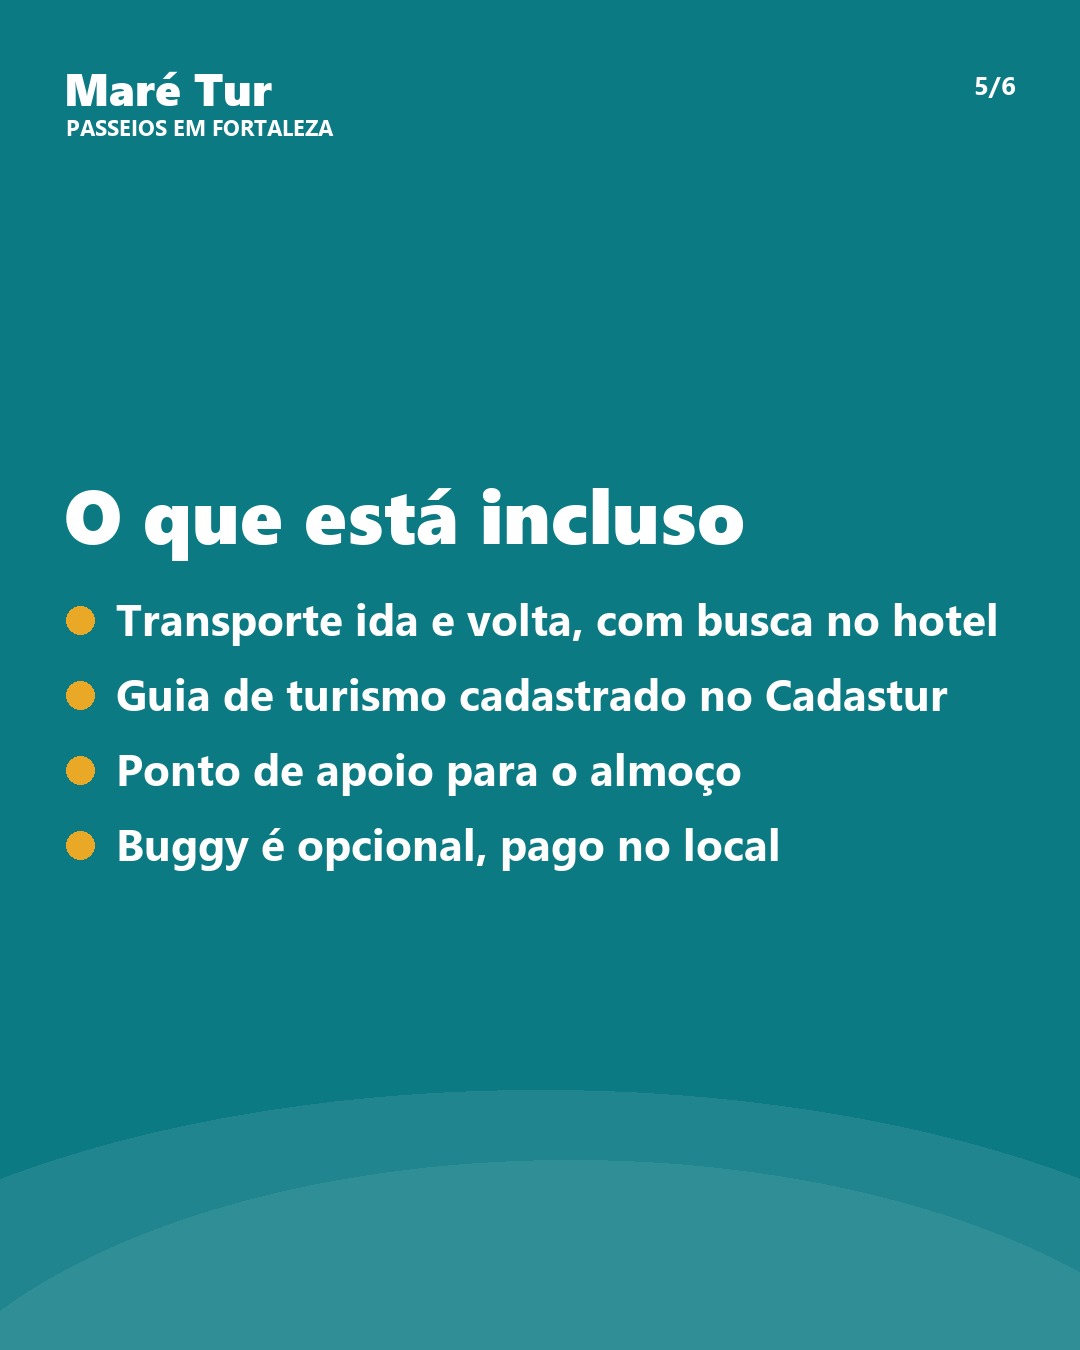 Maré Tur
PASSEIOS EM FORTALEZA
5/6
O que está incluso
Transporte ida e volta, com busca no hotel
Guia de turismo cadastrado no Cadastur
Ponto de apoio para o almoço
Buggy é opcional, pago no local